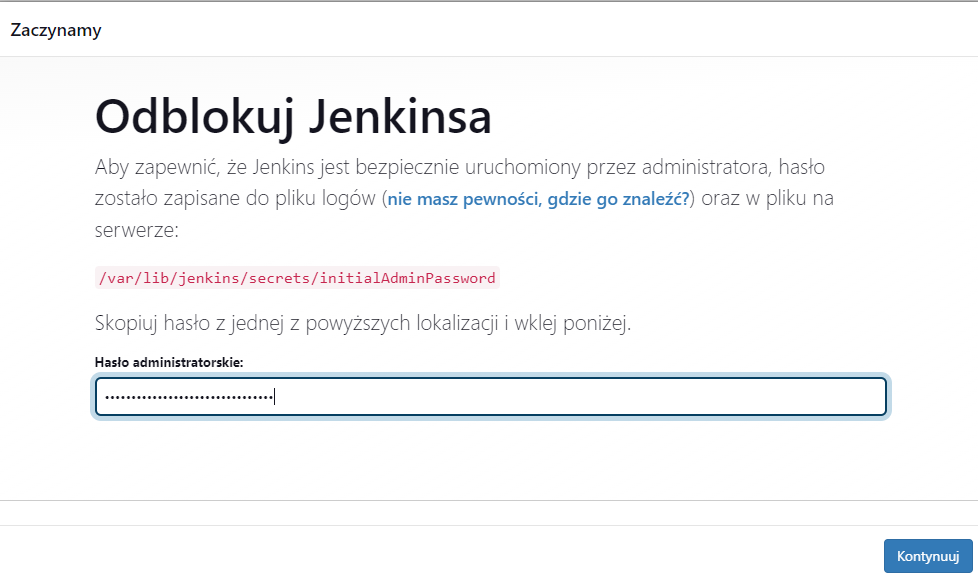 Zaczynamy
Odblokuj Jenkinsa
Aby zapewnić, że Jenkins jest bezpiecznie uruchomiony przez administratora, hasło
zostało zapisane do pliku logów (nie masz pewności, gdzie go znaleźć?) oraz w pliku na
serwerze:
/var/lib/jenkins/secrets/initialAdminPassword
Skopiuj hasło z jednej z powyższych lokalizacji i wklej poniżej.
Hasło administratorskie:
••••••••••••••••••••••••••••••••
Kontynuuj